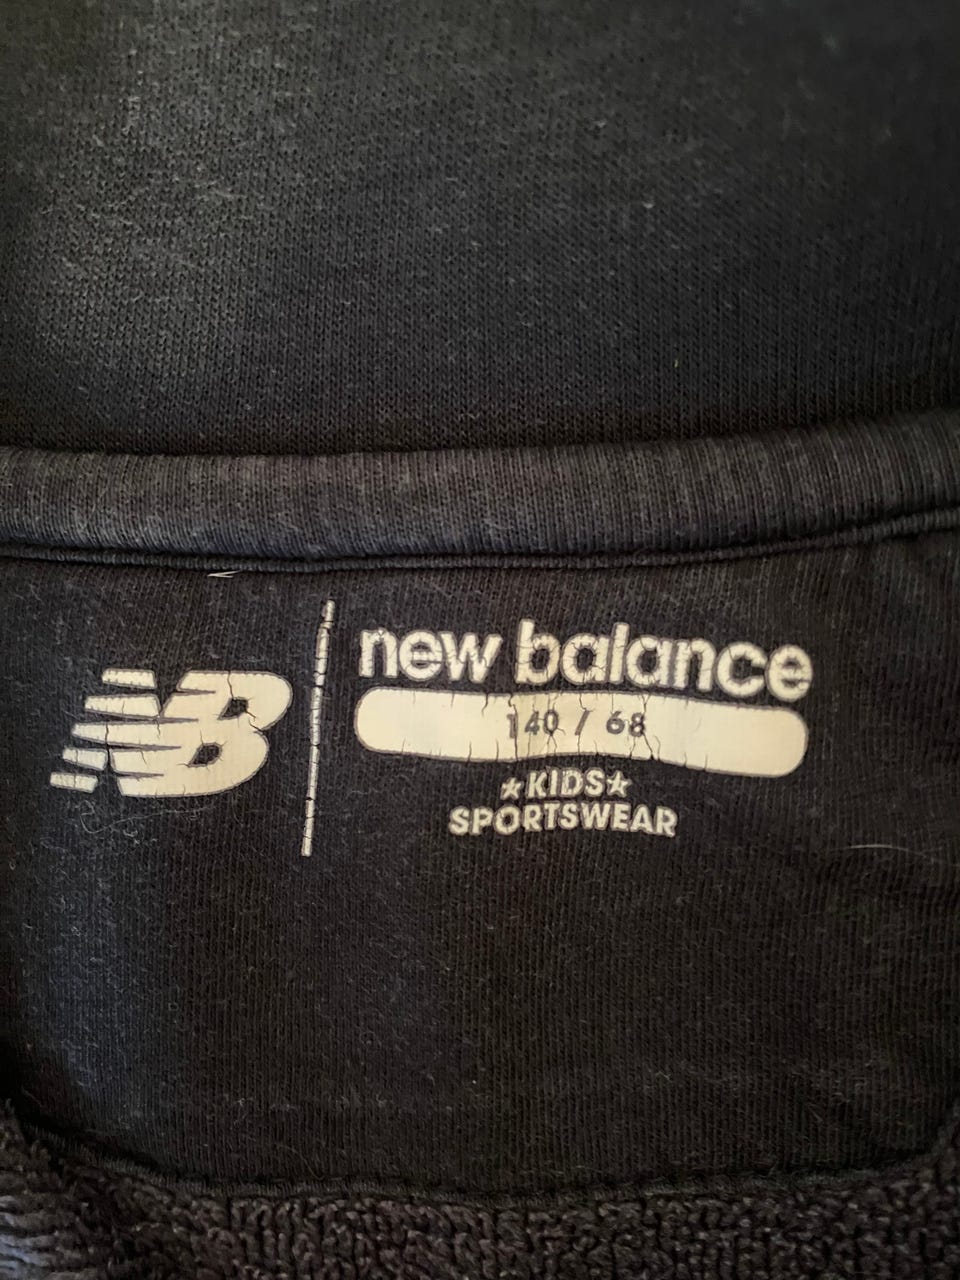 NB
new balance
140 / 68
★KIDS★
SPORTSWEAR